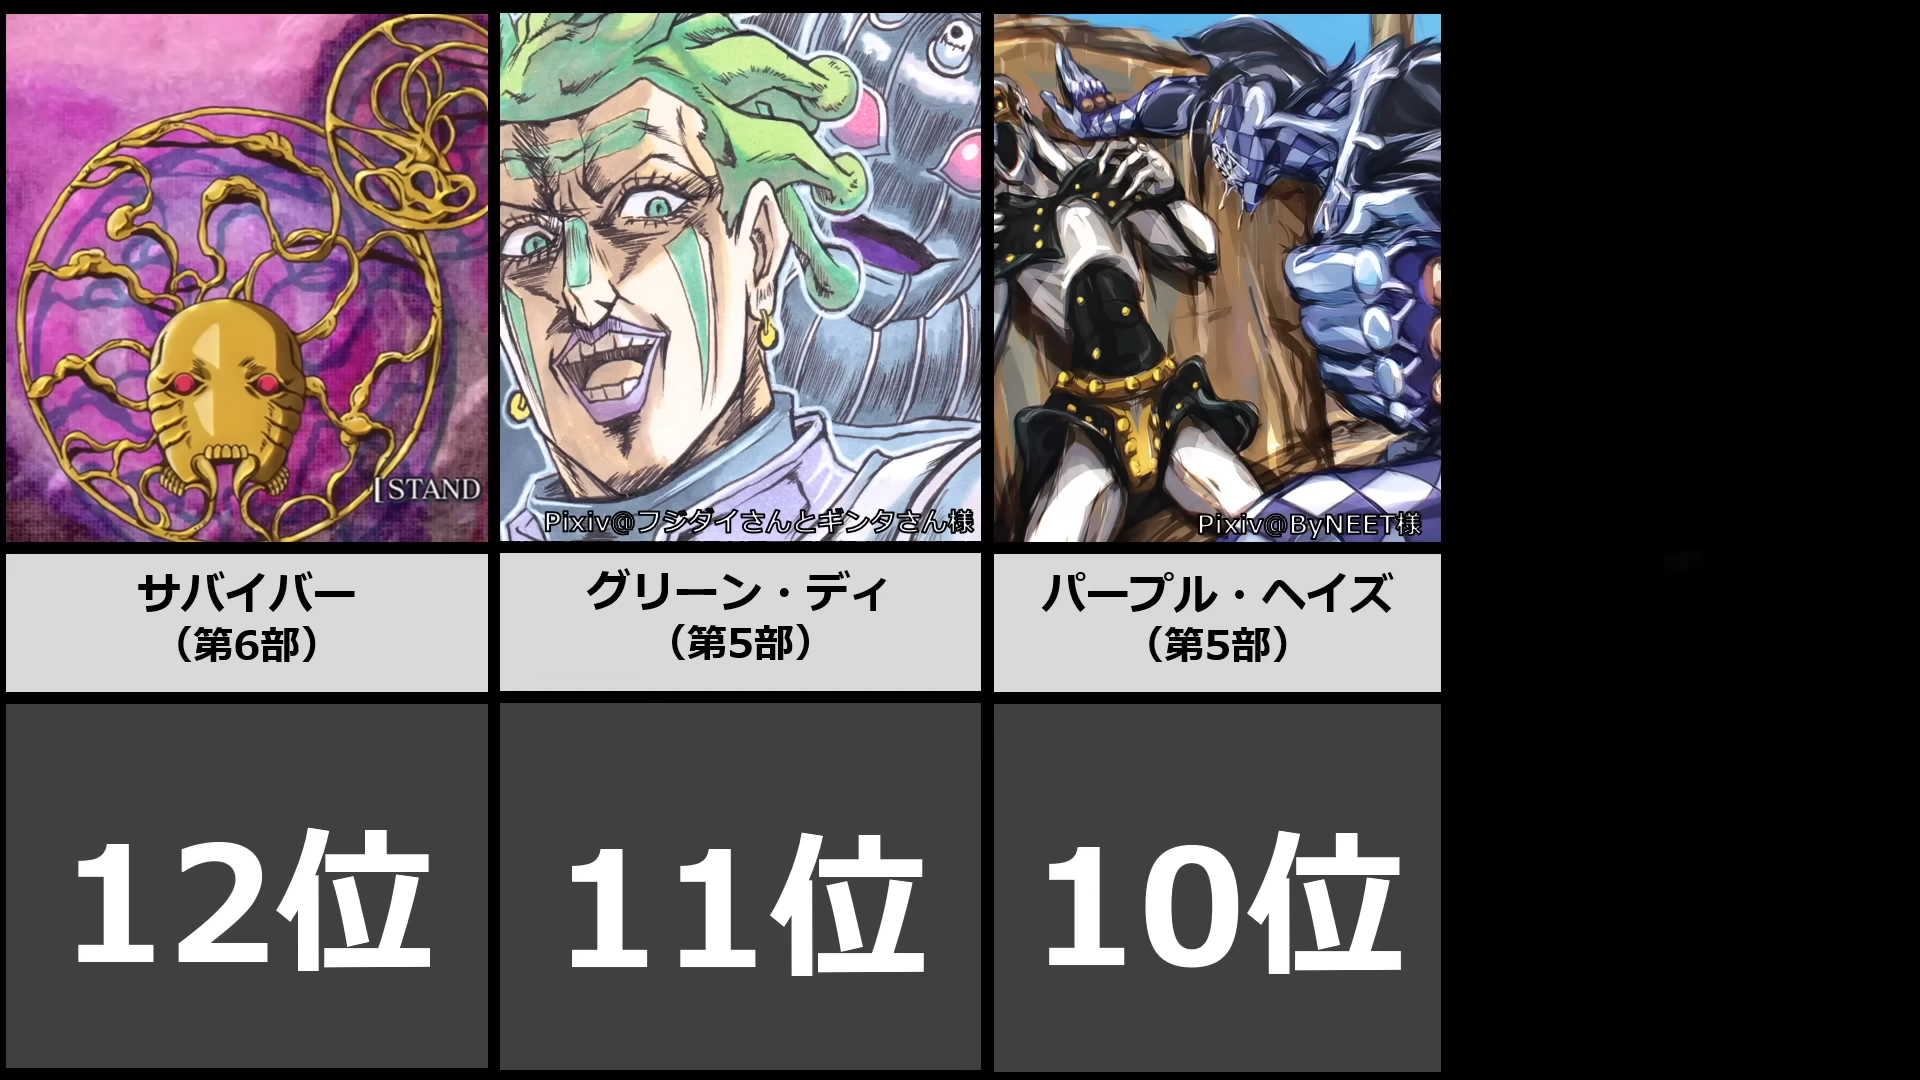 [STAND
サバイバー
（第6部）
12位
Pixiv@フジダイさんとギンタさん様
グリーン・ディ
（第5部）
11位
Pixiv@ByNEET様
パープル・ヘイズ
（第5部）
10位